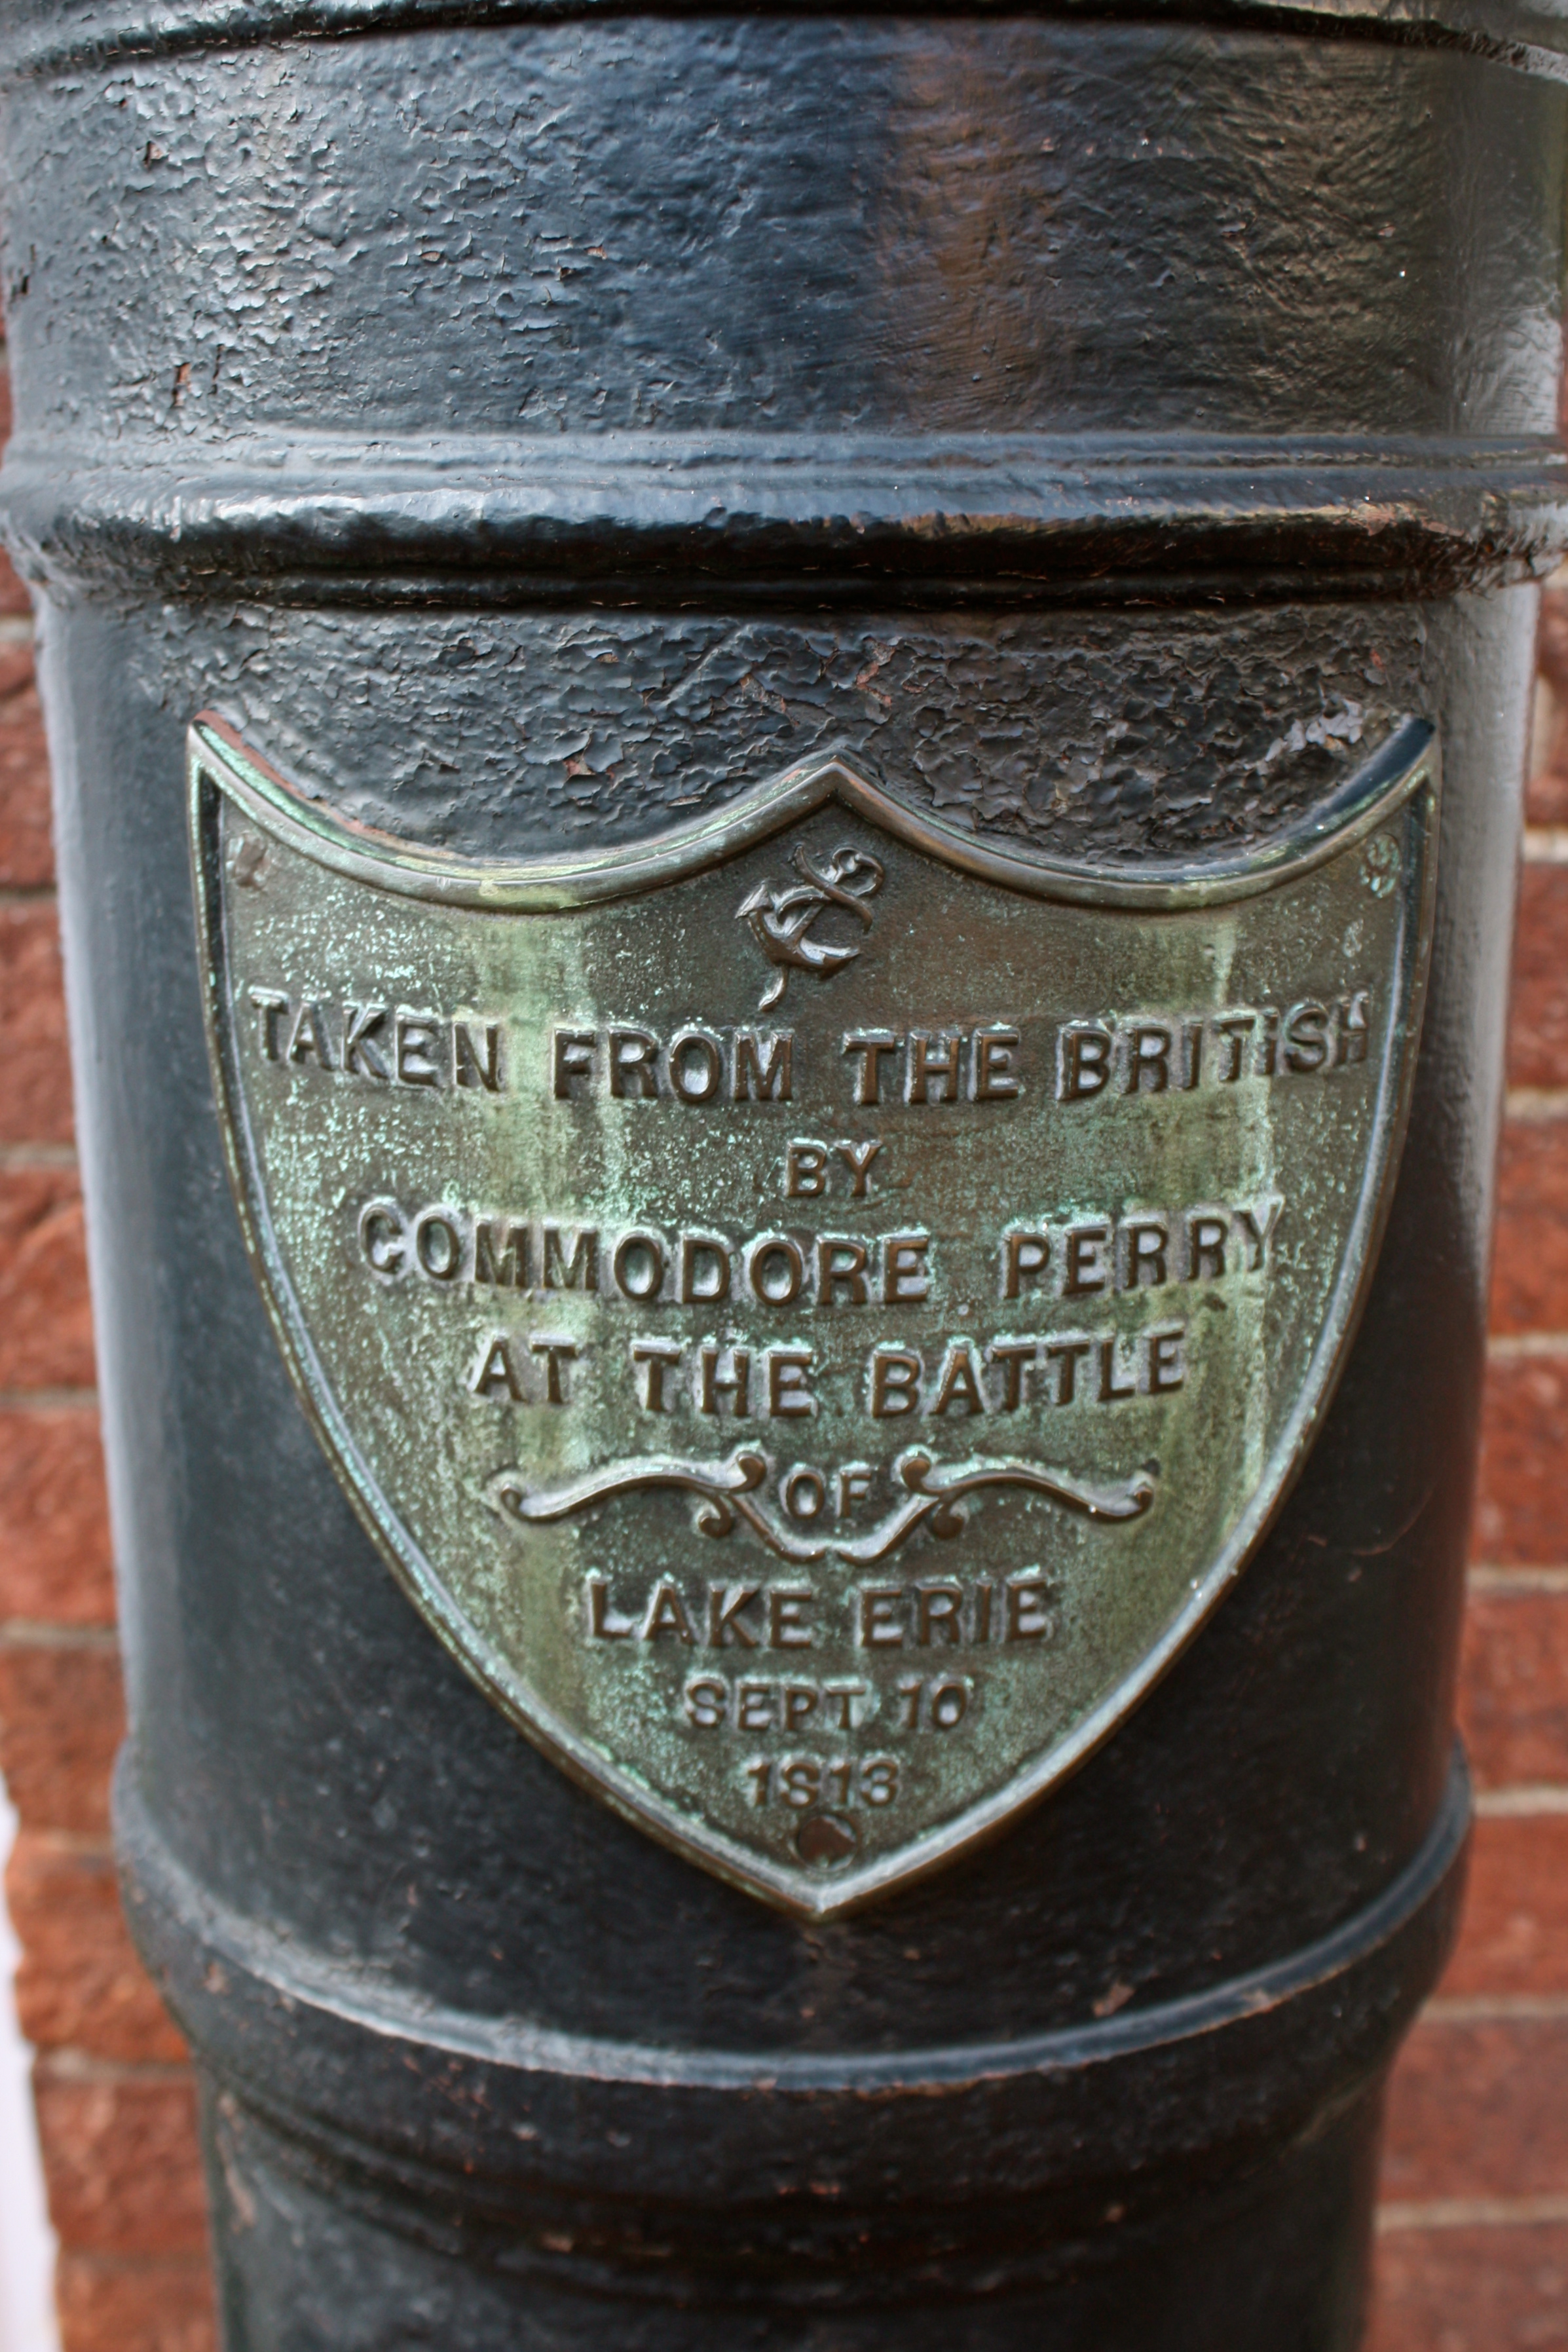 TAKEN FROM THE BRITISH
BY
COMMODORE PERRY
AT THE BATTLE
OF
LAKE ERIE
SEPT 10
1813